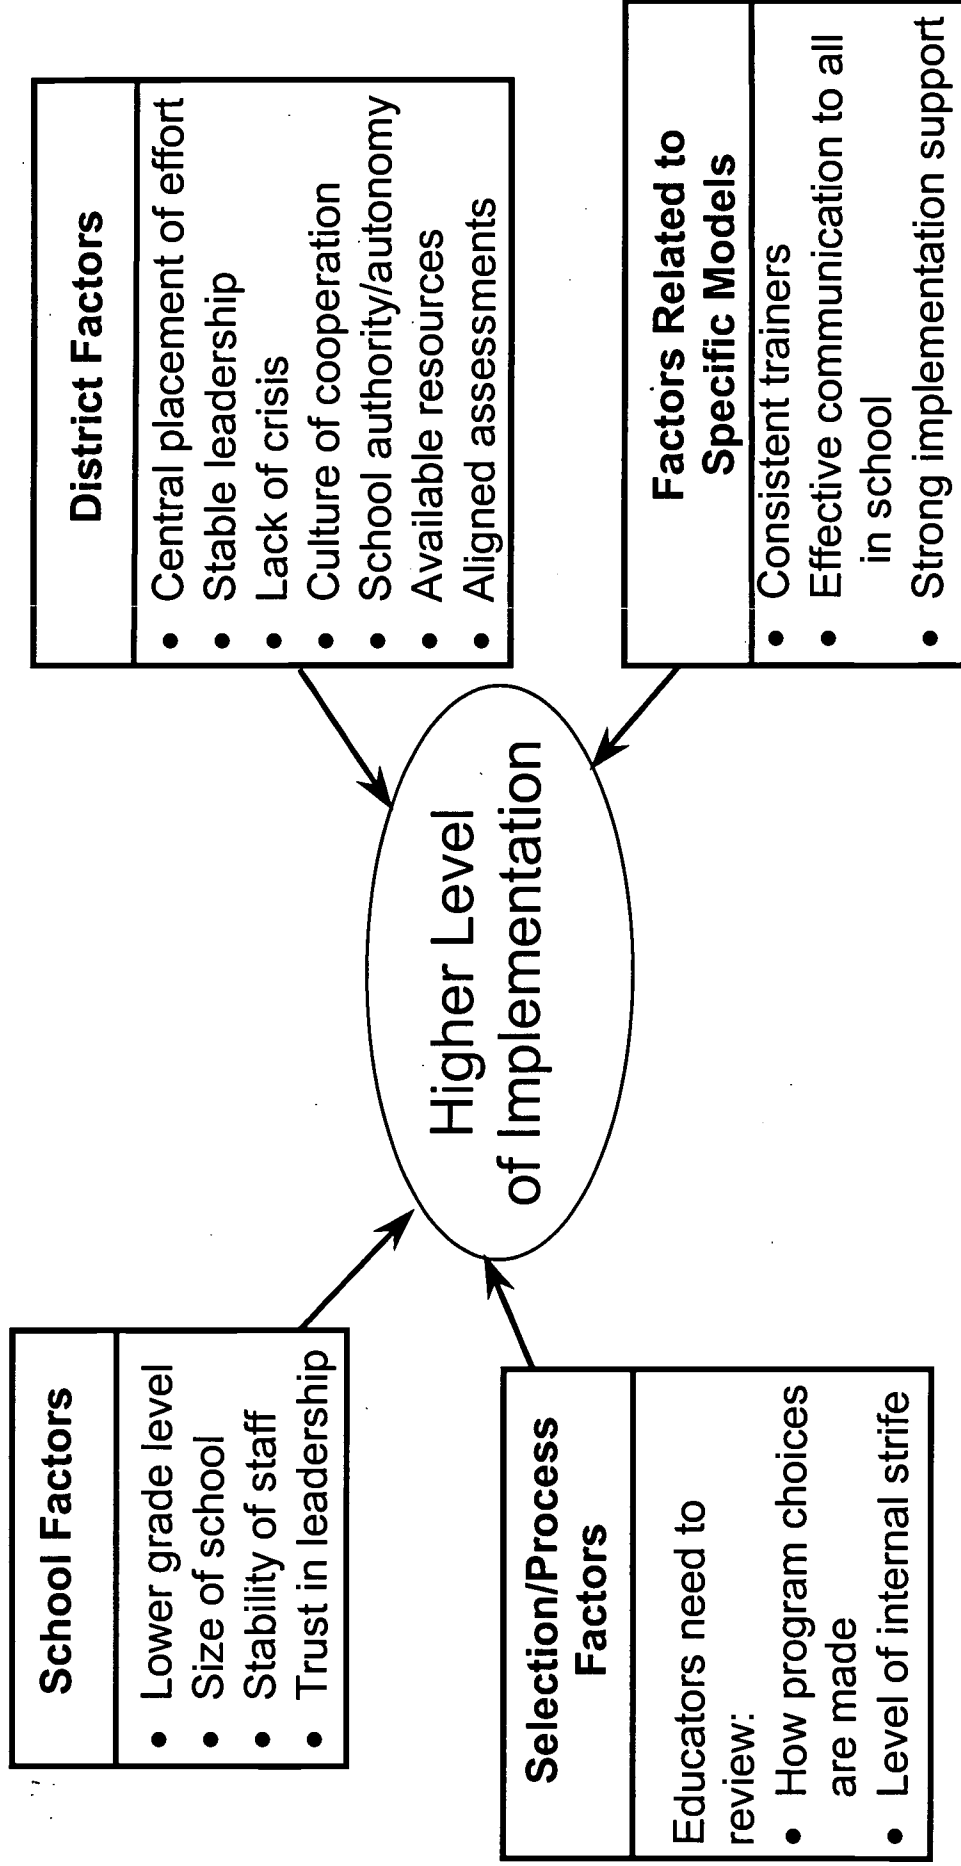 School Factors
• Lower grade level
• Size of school
• Stability of staff
• Trust in leadership
District Factors
• Central placement of effort
• Stable leadership
• Lack of crisis
• Culture of cooperation
• School authority/autonomy
• Available resources
• Aligned assessments
Higher Level
of Implementation
Selection/Process
Factors
Educators need to
review:
• How program choices
are made
• Level of internal strife
Factors Related to
Specific Models
• Consistent trainers
• Effective communication to all
in school
• Strong implementation support